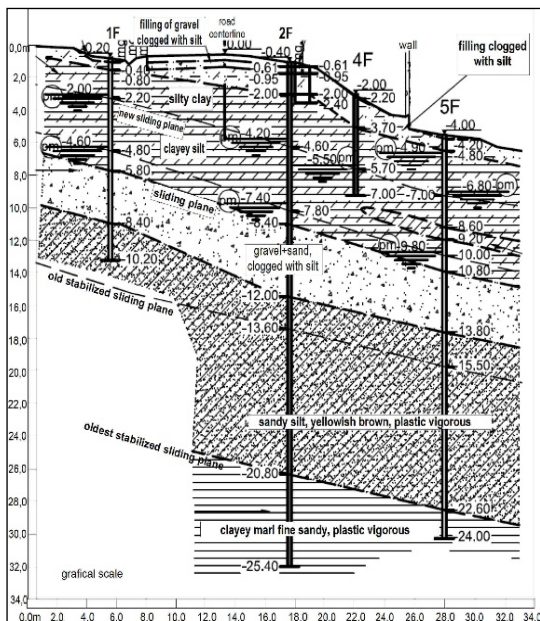 1F
-0.20
filling of gravel
clogged with silt
road
centerline
0.00
2F
-0.40
-0.61
-0.95
-2.00
-2.40
-0.61
-0.95
4F
-2.00
-2.20
wall
filling clogged
with silt
-4.00
-0.80
silty clay
-2.00
-2.20
new sliding plane
clayey silt
-4.20
-4.60
-5.50
3.70
-4.90
-4.20
-4.80
5F
pm
-4.60
-4.80
-5.80
-5.70
-7.00
-7.00
-6.80
pm
sliding plane
-7.40
-7.80
-8.40
-8.40
-8.60
-9.20
-9.80
-10.00
-10.80
gravel+sand,
clogged with silt
-10.20
old stabilized sliding plane
-12.00
-13.60
-13.80
-15.50
sandy silt, yellowish brown, plastic vigorous
oldest stabilized sliding plane
-20.80
-22.60
clayey marl fine sandy, plastic vigorous
-24.00
-25.40
grafical scale
0,0m
2,0
4,0
6,0
8,0
10,0
12,0
14,0
16,0
18,0
20,0
22,0
24,0
26,0
28,0
30,0
32,0
34,0
0.0m 2.0 4.0 6.0 8.0 10.0 12.0 14.0 16.0 18.0 20.0 22.0 24.0 26.0 28.0 30.0 32.0 34.0